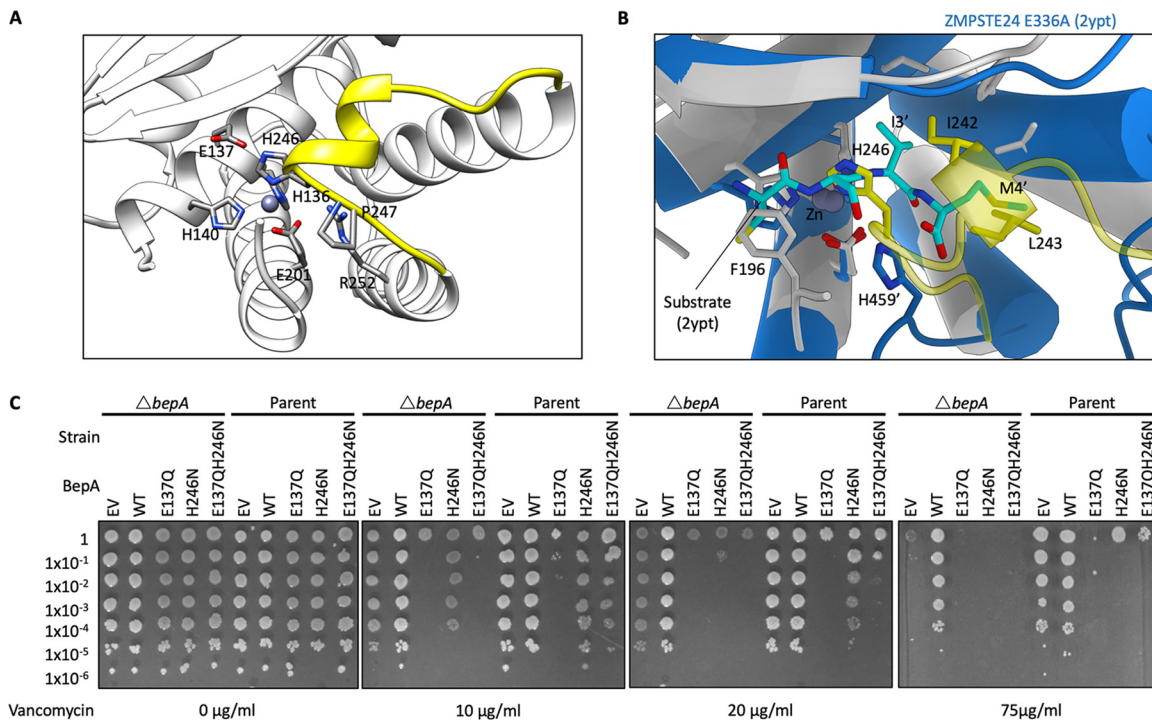 A
H246
E137
H136
P247
H140
E201
R252
B
ZMPSTE24 E336A (2ypt)
I3’
I242
H246
M4’
Zn
L243
F196
Substrate
(2ypt)
H459’
C
△bepA Parent △bepA Parent △bepA Parent △bepA Parent
Strain
BepA
EV WT E137Q H246N E137QH246N EV WT E137Q H246N E137QH246N EV WT E137Q H246N E137QH246N EV WT E137Q H246N E137QH246N EV WT E137Q H246N E137QH246N EV WT E137Q H246N E137QH246N EV WT E137Q H246N E137QH246N EV WT E137Q H246N E137QH246N
1
1x10⁻¹
1x10⁻²
1x10⁻³
1x10⁻⁴
1x10⁻⁵
1x10⁻⁶
Vancomycin 0 µg/ml 10 µg/ml 20 µg/ml 75µg/ml